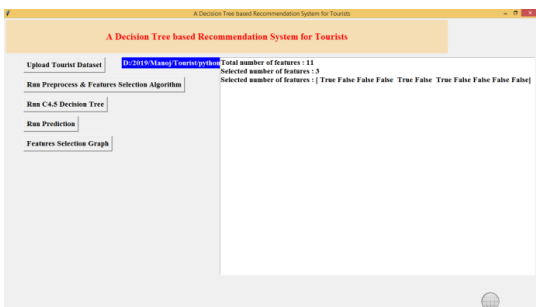 A Decision Tree based Recommendation System for Tourists
A Decision Tree based Recommendation System for Tourists
Upload Tourist Dataset
D:/2019/Manoj/Tourist/python
Total number of features : 11
Selected number of features : 3
Selected number of features : [ True False False False True False True False False False False]
Run Preprocess & Features Selection Algorithm
Run C4.5 Decision Tree
Run Prediction
Features Selection Graph